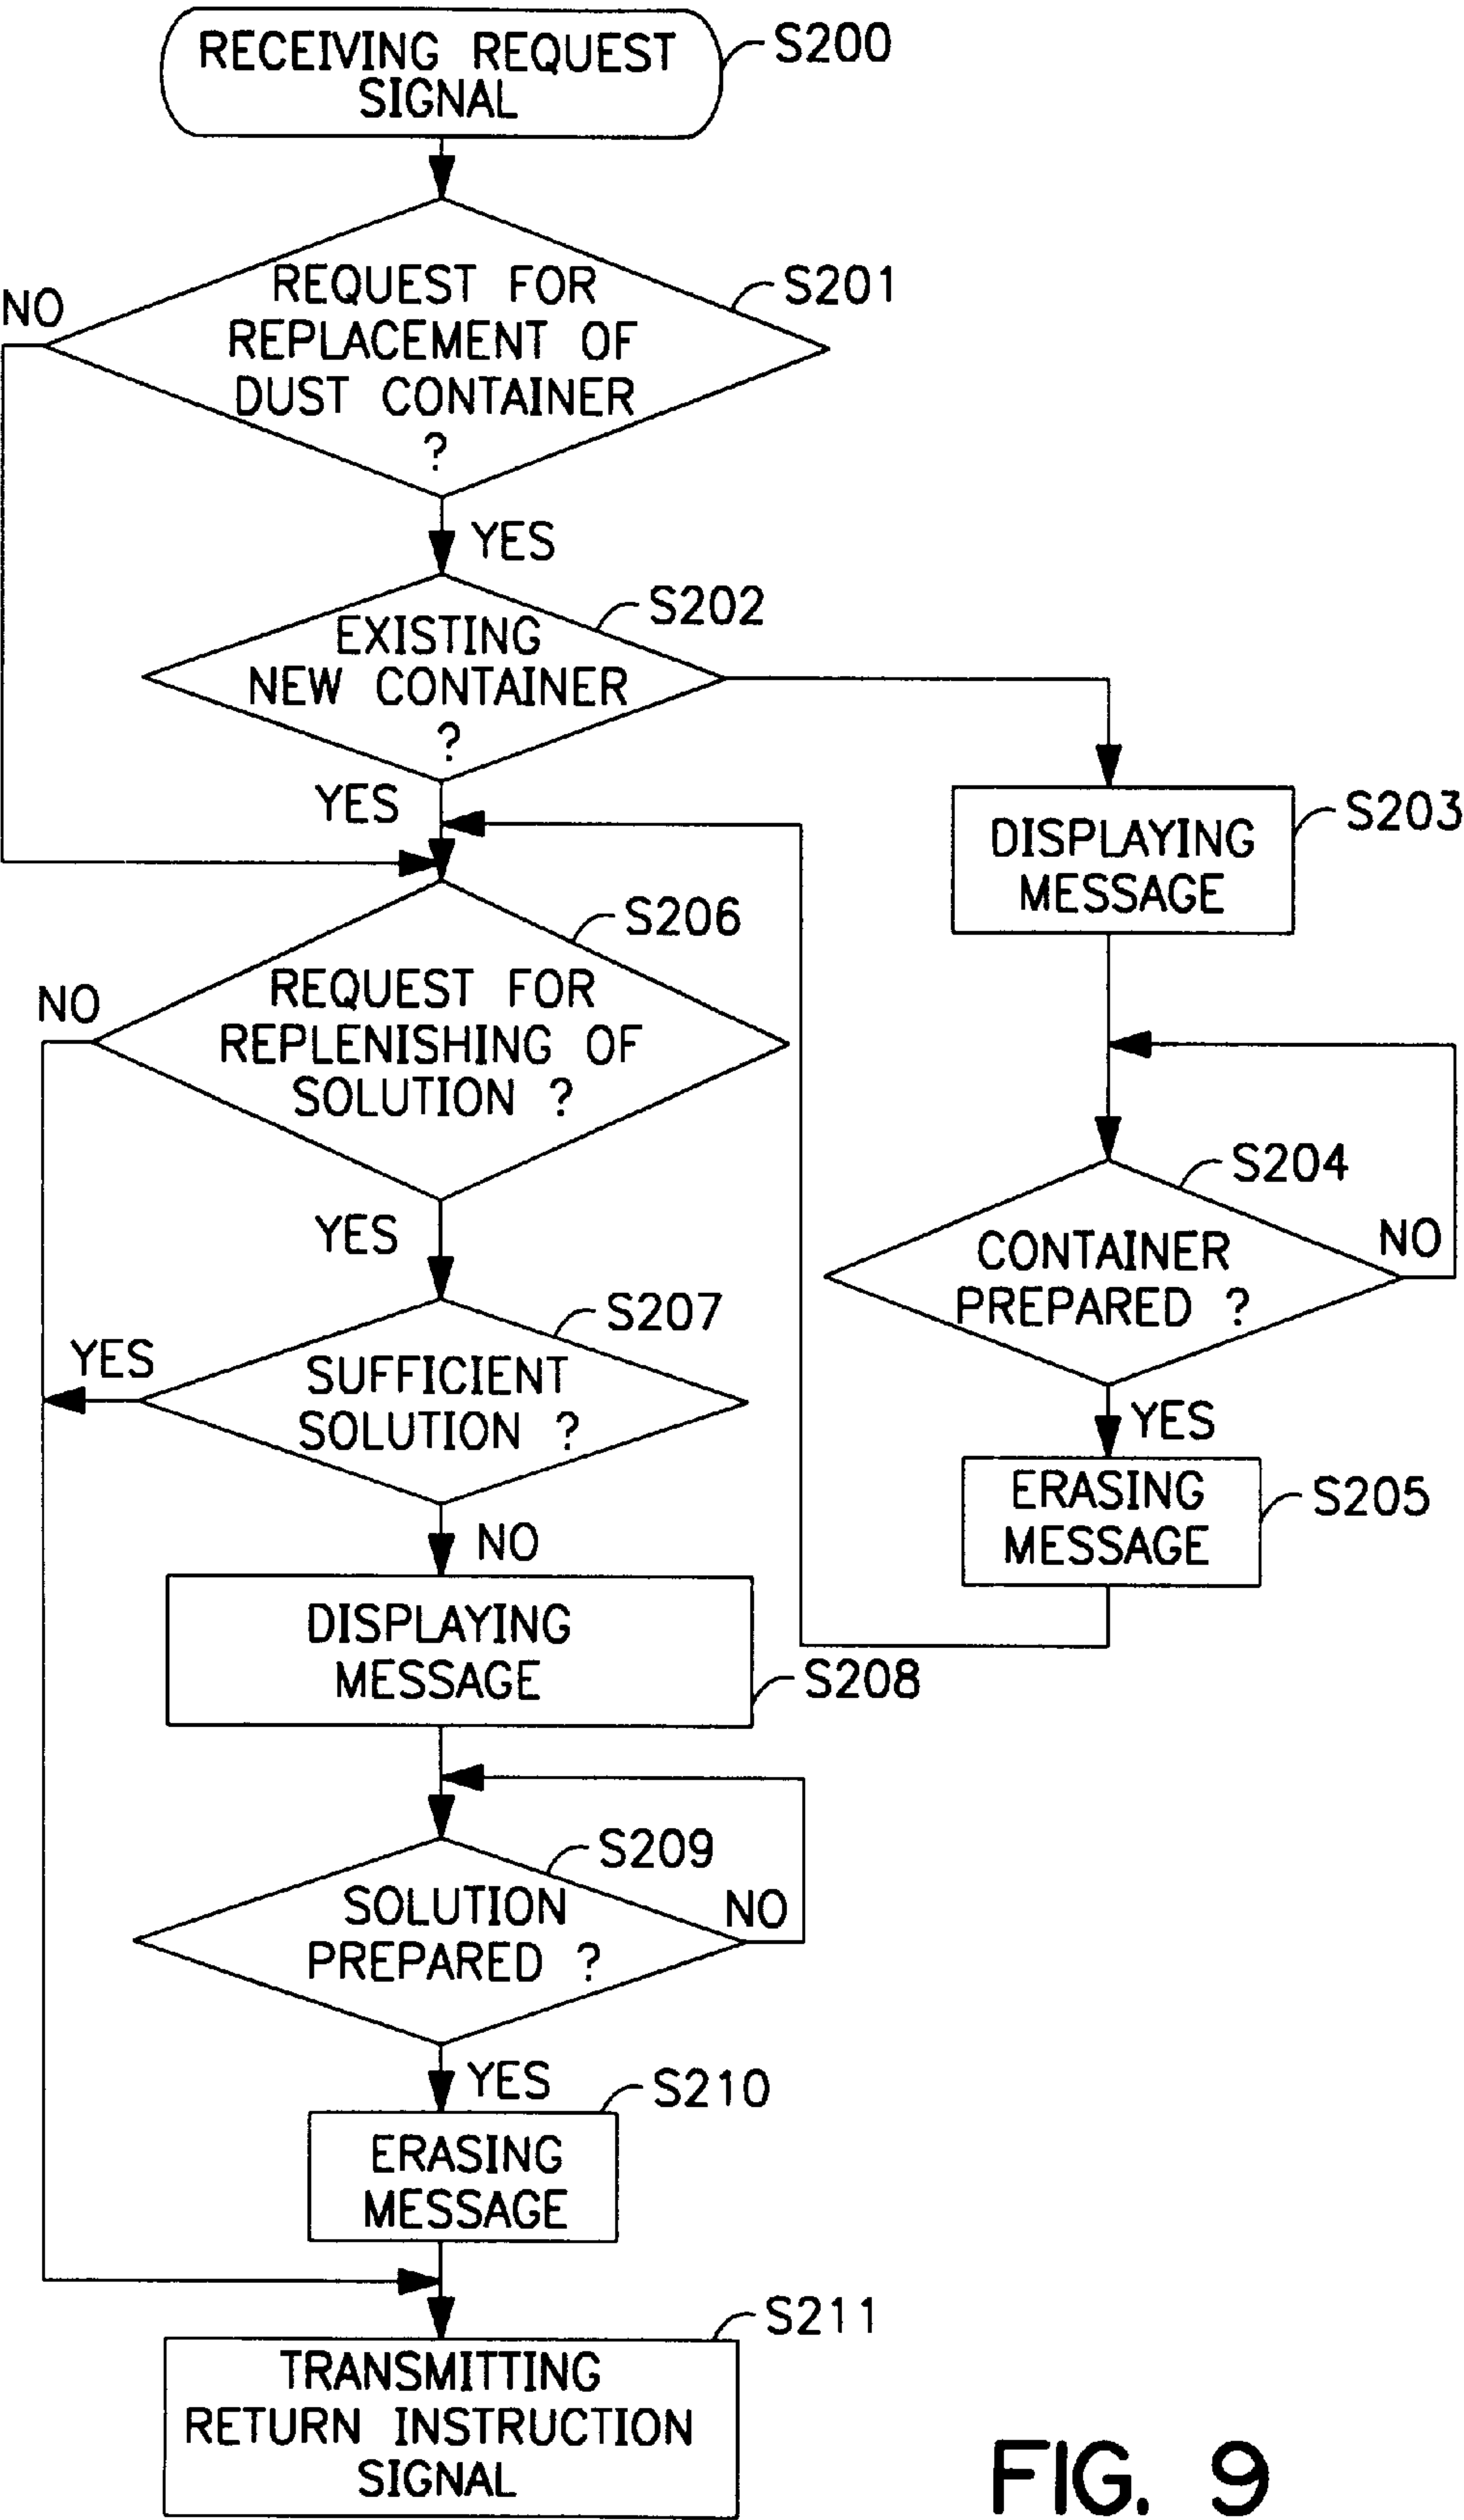 RECEIVING REQUEST
SIGNAL
S200
REQUEST FOR
REPLACEMENT OF
DUST CONTAINER
?
S201
NO
YES
EXISTING
NEW CONTAINER
?
S202
YES
DISPLAYING
MESSAGE
S203
REQUEST FOR
REPLENISHING OF
SOLUTION ?
S206
NO
YES
CONTAINER
PREPARED ?
S204
NO
YES
SUFFICIENT
SOLUTION ?
S207
YES
NO
ERASING
MESSAGE
S205
DISPLAYING
MESSAGE
S208
SOLUTION
PREPARED ?
S209
NO
YES
ERASING
MESSAGE
S210
TRANSMITTING
RETURN INSTRUCTION
SIGNAL
S211
FIG. 9